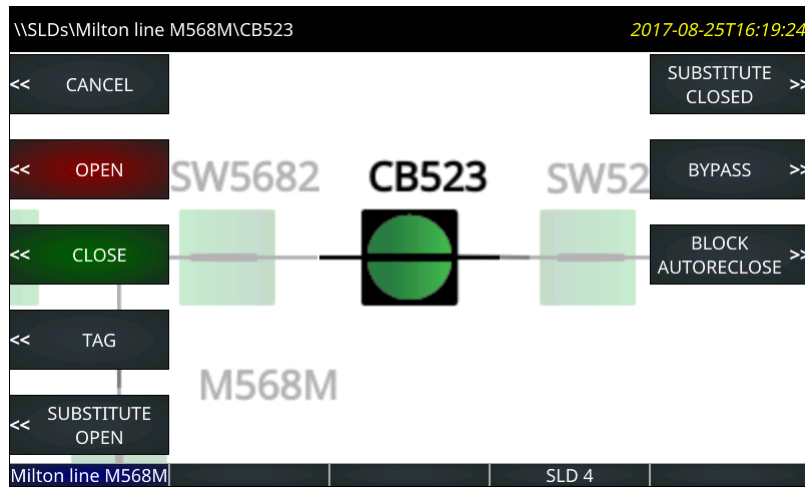 \\SLDs\Milton line M568M\CB523
2017-08-25T16:19:24
<< CANCEL
SUBSTITUTE
CLOSED >>
<< OPEN
SW5682
CB523
SW52
BYPASS >>
<< CLOSE
BLOCK
AUTORECLOSE >>
<< TAG
M568M
<< SUBSTITUTE
OPEN
Milton line M568M
SLD 4